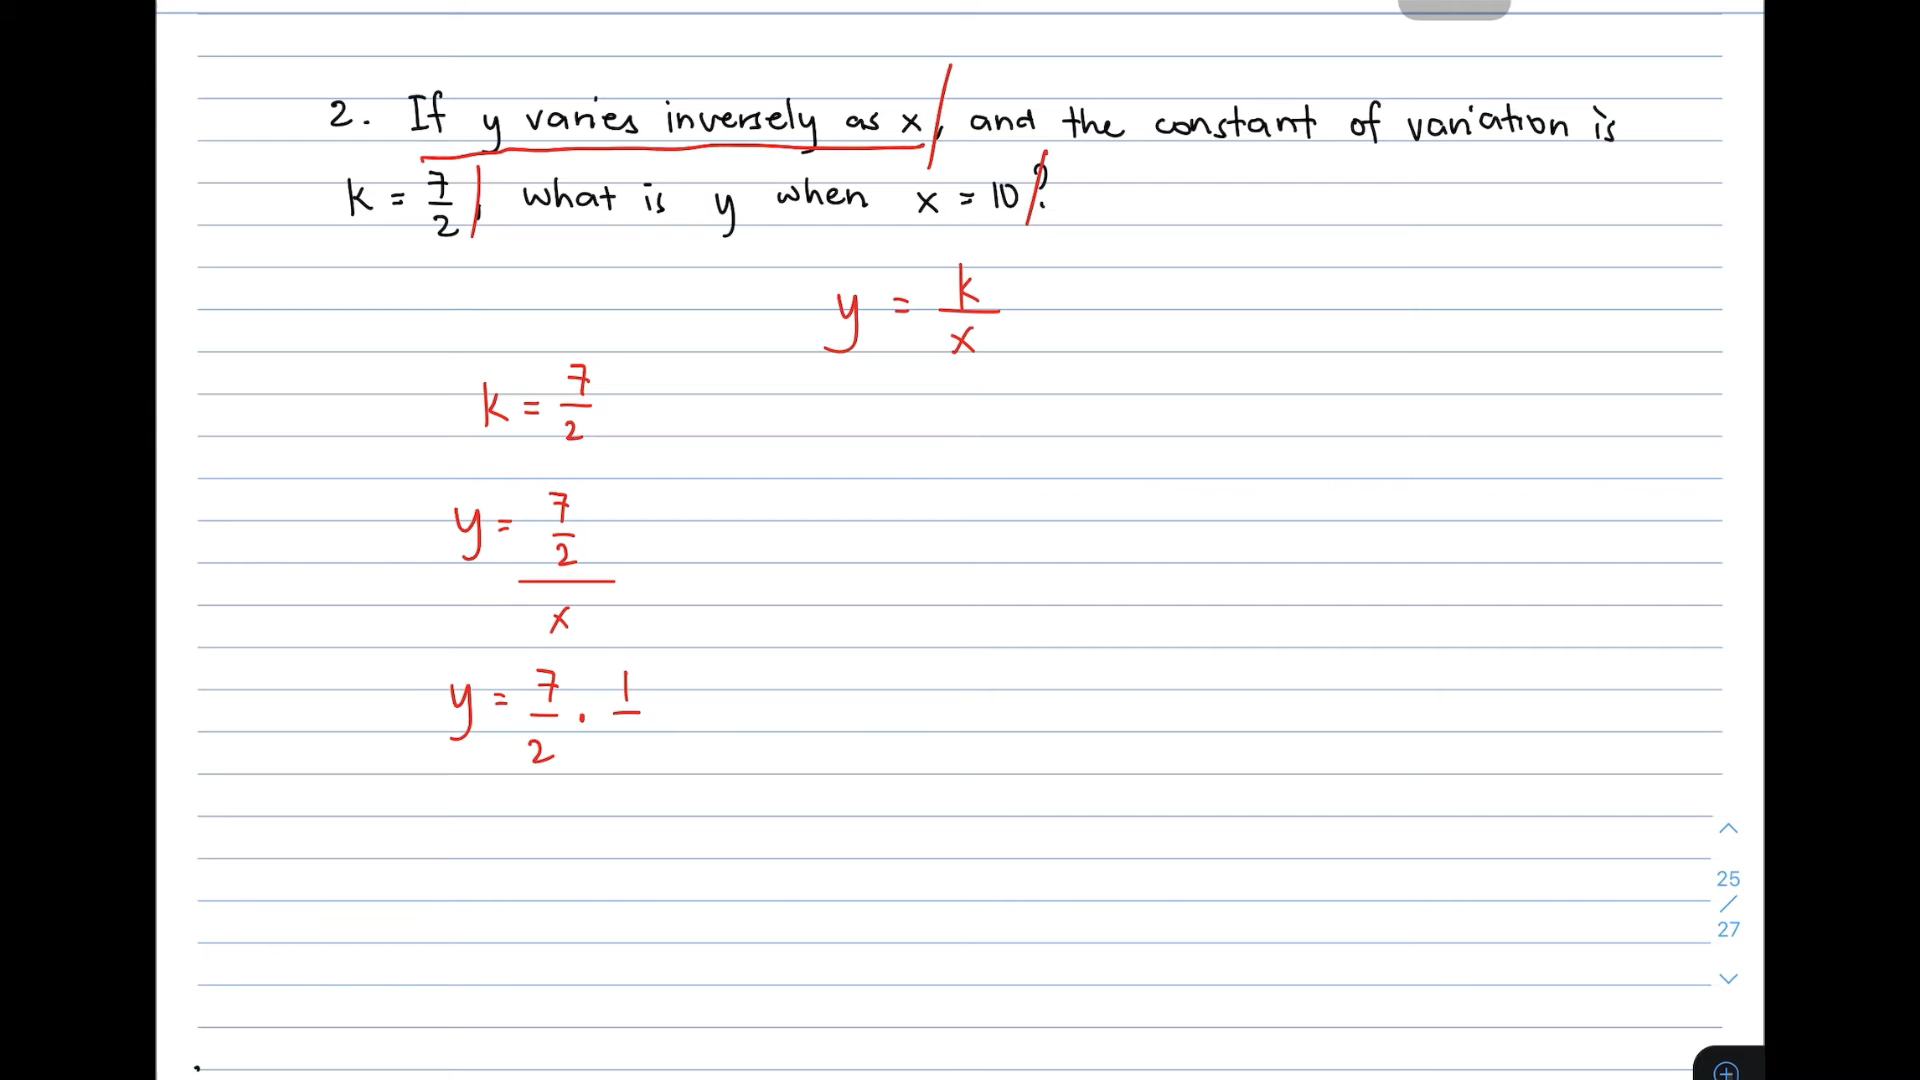 2. If y varies inversely as x, and the constant of variation is
k = 7/2, what is y when x = 10?
y = k/x
k = 7/2
y = 7/2
x
y = 7/2 . 1
25
/
27